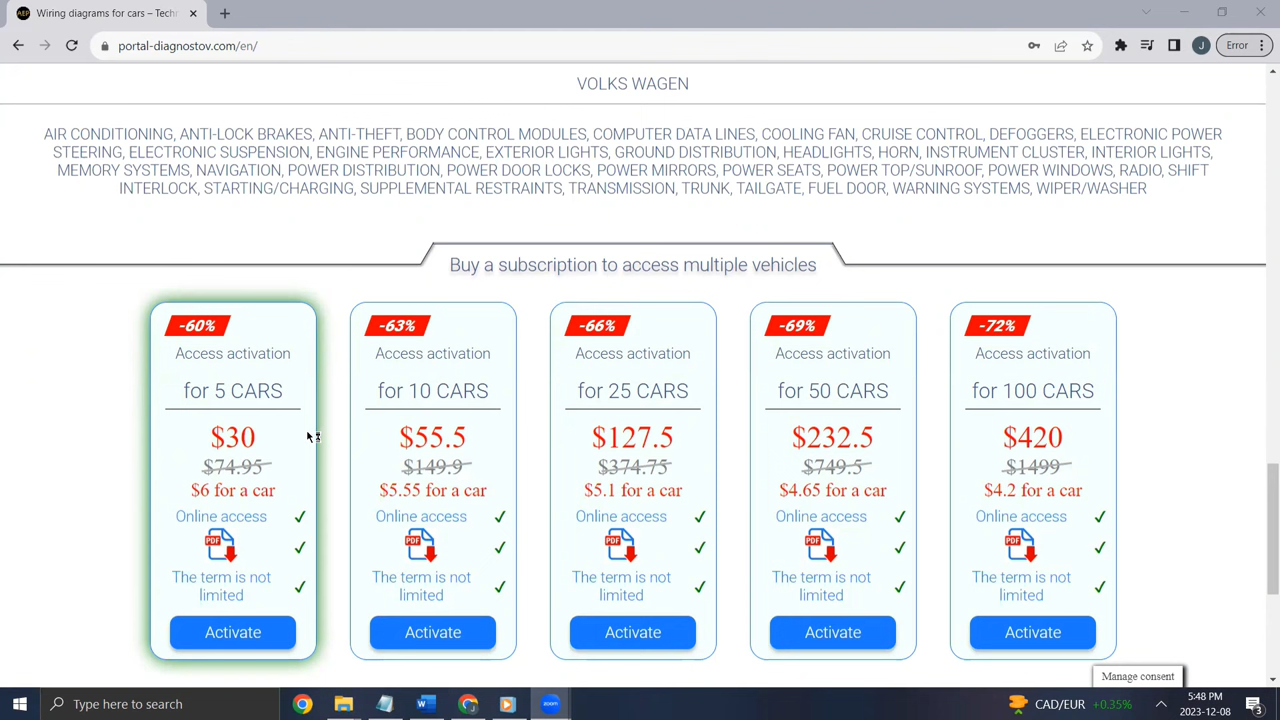 AEP Wiring diagrams for cars – Techn
portal-diagnostov.com/en/
J
Error
VOLKS WAGEN
AIR CONDITIONING, ANTI-LOCK BRAKES, ANTI-THEFT, BODY CONTROL MODULES, COMPUTER DATA LINES, COOLING FAN, CRUISE CONTROL, DEFOGGERS, ELECTRONIC POWER
STEERING, ELECTRONIC SUSPENSION, ENGINE PERFORMANCE, EXTERIOR LIGHTS, GROUND DISTRIBUTION, HEADLIGHTS, HORN, INSTRUMENT CLUSTER, INTERIOR LIGHTS,
MEMORY SYSTEMS, NAVIGATION, POWER DISTRIBUTION, POWER DOOR LOCKS, POWER MIRRORS, POWER SEATS, POWER TOP/SUNROOF, POWER WINDOWS, RADIO, SHIFT
INTERLOCK, STARTING/CHARGING, SUPPLEMENTAL RESTRAINTS, TRANSMISSION, TRUNK, TAILGATE, FUEL DOOR, WARNING SYSTEMS, WIPER/WASHER
Buy a subscription to access multiple vehicles
-60%
Access activation
for 5 CARS
$30
$74.95
$6 for a car
Online access
PDF
The term is not
limited
Activate
-63%
Access activation
for 10 CARS
$55.5
$149.9
$5.55 for a car
Online access
PDF
The term is not
limited
Activate
-66%
Access activation
for 25 CARS
$127.5
$374.75
$5.1 for a car
Online access
PDF
The term is not
limited
Activate
-69%
Access activation
for 50 CARS
$232.5
$749.5
$4.65 for a car
Online access
PDF
The term is not
limited
Activate
-72%
Access activation
for 100 CARS
$420
$1499
$4.2 for a car
Online access
PDF
The term is not
limited
Activate
Manage consent
Type here to search
zoom
CAD/EUR +0.35%
5:48 PM
2023-12-08
3